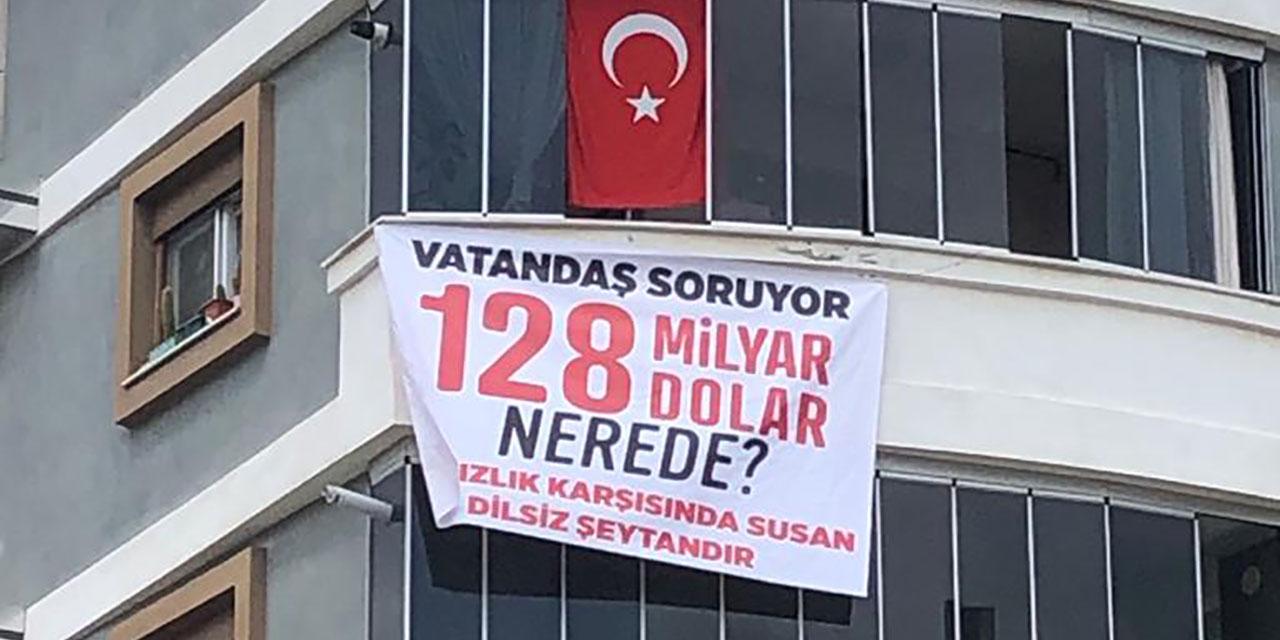 VATANDAŞ SORUYOR
128 MİLYAR
DOLAR
NEREDE?
IZLIK KARŞISINDA SUSAN
DİLSİZ ŞEYTANDIR